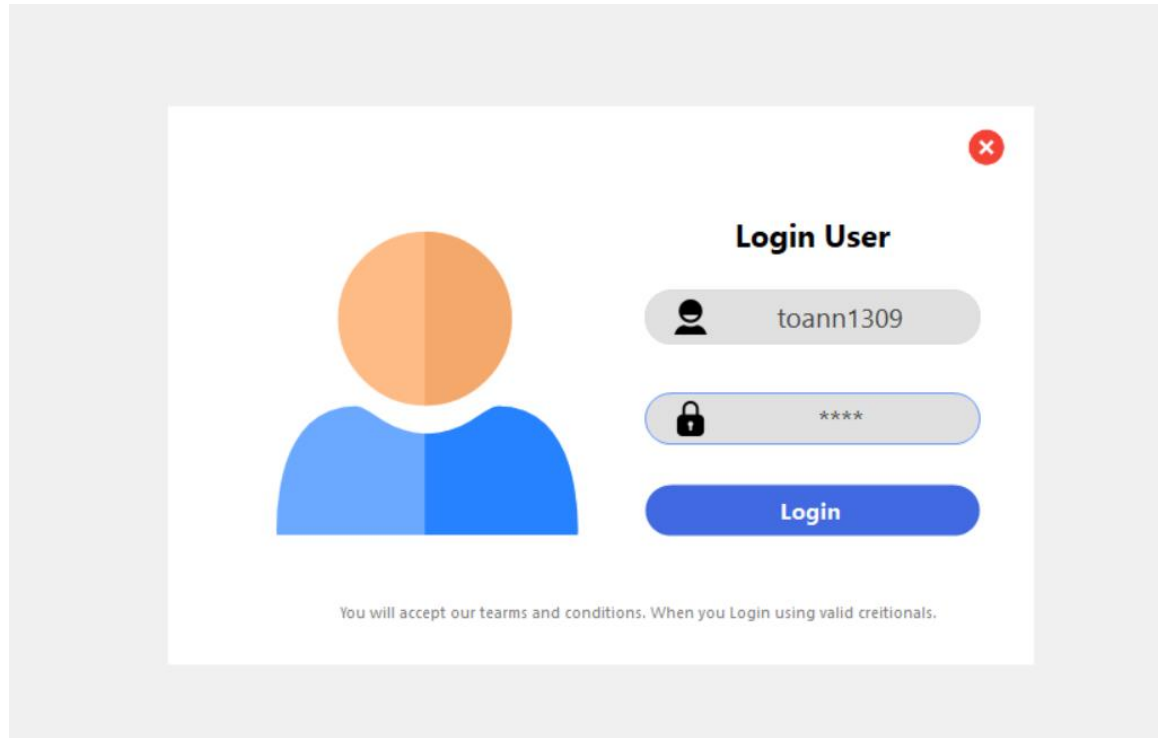 Login User
toann1309
****
Login
You will accept our tearms and conditions. When you Login using valid creitionals.